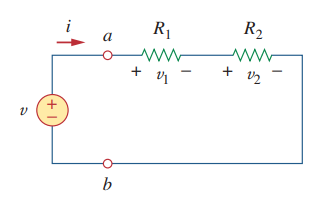 i a R₁ R₂
+ v₁ − + v₂ −
v + −
b